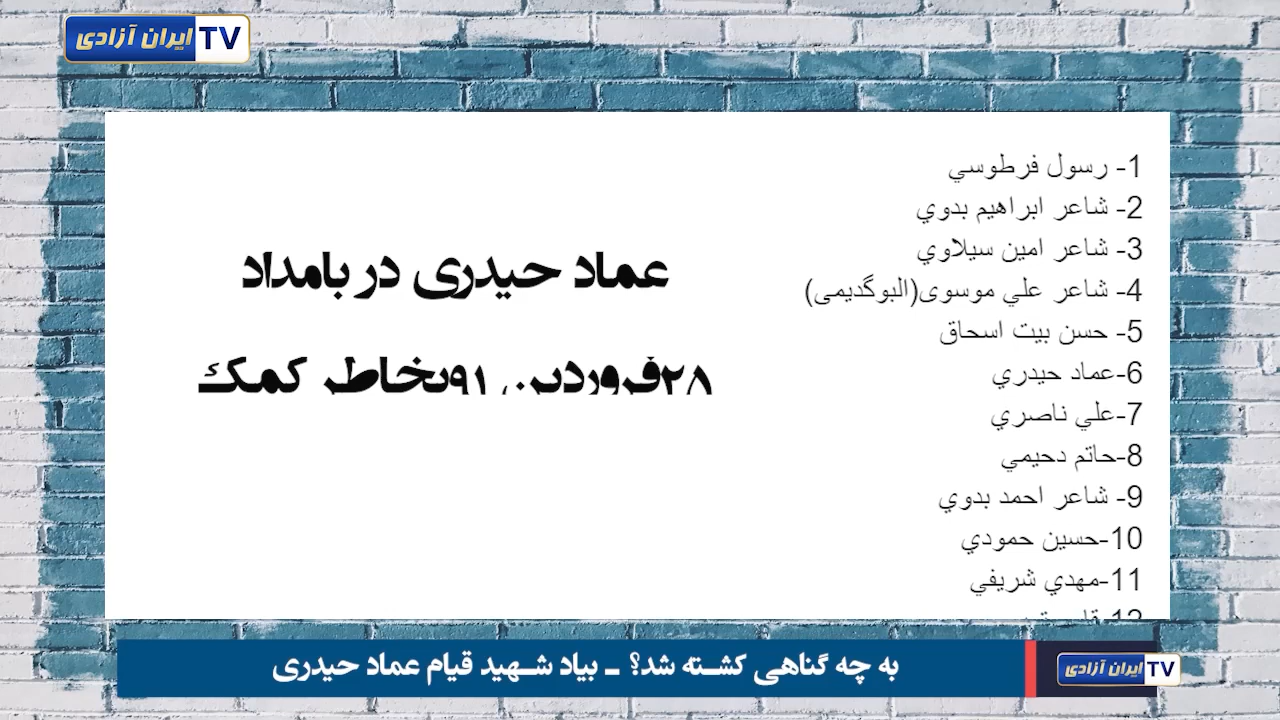 ایران آزادی TV
1- رسول فرطوسي
2- شاعر ابراهيم بدوي
3- شاعر امين سيلاوي
4- شاعر علي موسوى(البوگديمى)
5- حسن بيت اسحاق
6-عماد حيدري
7-علي ناصري
8-حاتم دحيمي
9- شاعر احمد بدوي
10-حسين حمودي
11-مهدي شريفي
عماد حیدری در بامداد
۲۸فروردین ۹۱بخاطر کمک
به چه گناهی کشته شد؟ ـ بیاد شهید قیام عماد حیدری
ایران آزادی TV